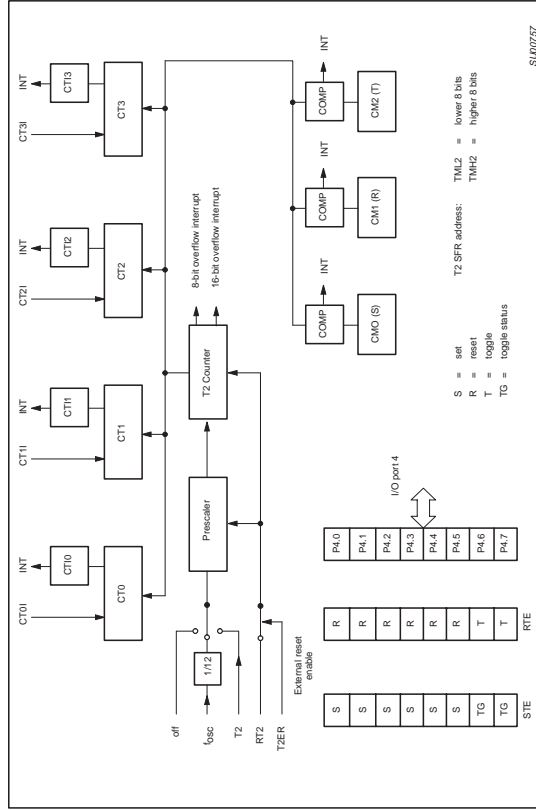 CT0I
INT
CT1I
INT
CT2I
INT
CT3I
INT
CTI0
CTI1
CTI2
CTI3
CT0
CT1
CT2
CT3
off
fosc
1/12
T2
RT2
T2ER
External reset
enable
Prescaler
T2 Counter
8-bit overflow interrupt
16-bit overflow interrupt
COMP
INT
COMP
INT
COMP
INT
CMO (S)
CM1 (R)
CM2 (T)
S
S
S
S
S
S
TG
TG
STE
R
R
R
R
R
R
T
T
RTE
P4.0
P4.1
P4.2
P4.3
P4.4
P4.5
P4.6
P4.7
I/O port 4
S = set
R = reset
T = toggle
TG = toggle status
T2 SFR address: TML2 = lower 8 bits
TMH2 = higher 8 bits
SU00757